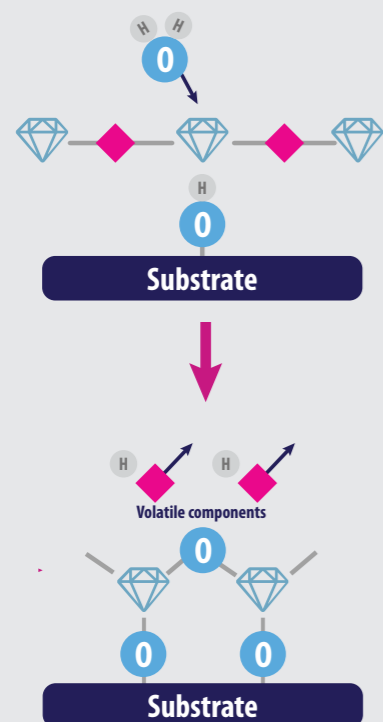 H H
O
H
O
Substrate
H H
Volatile components
O
O O
Substrate